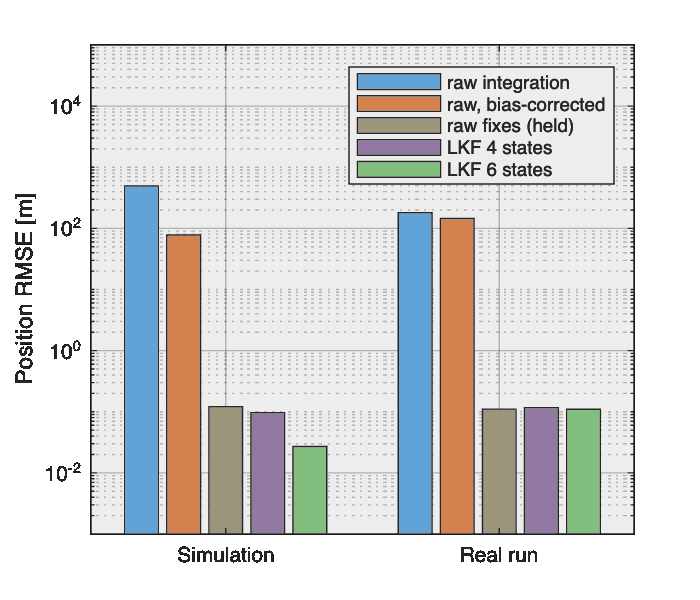 Position RMSE [m]
10^4
10^2
10^0
10^-2
raw integration
raw, bias-corrected
raw fixes (held)
LKF 4 states
LKF 6 states
Simulation
Real run